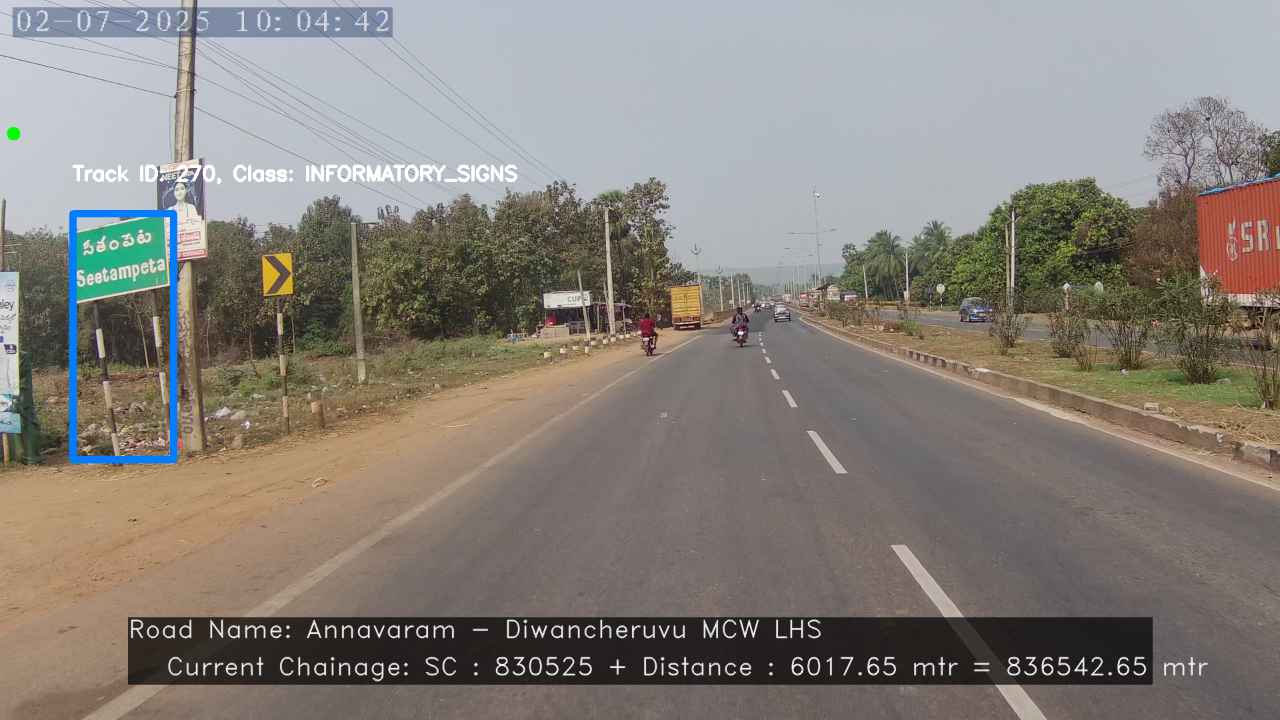 02-07-2025 10:04:42
Track ID: 270, Class: INFORMATORY_SIGNS
సీతంపేట
Seetampeta
SR
Road Name: Annavaram - Diwancheruvu MCW LHS
Current Chainage: SC : 830525 + Distance : 6017.65 mtr = 836542.65 mtr